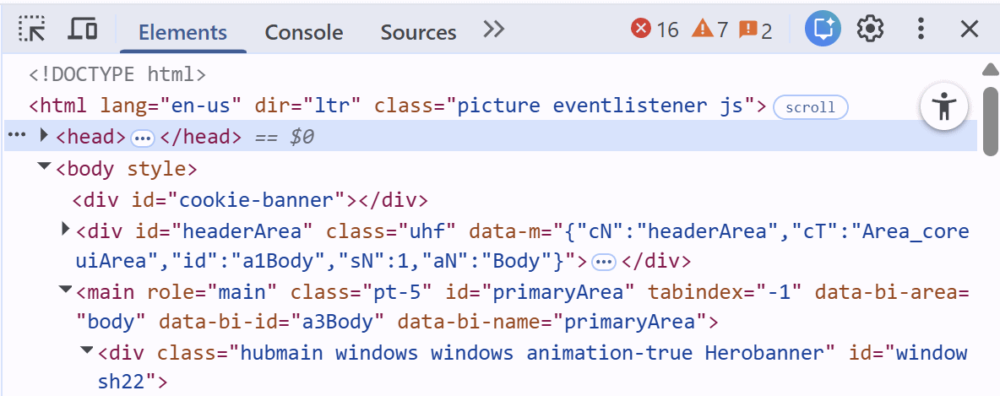 Elements Console Sources 16 7 2
<!DOCTYPE html>
<html lang="en-us" dir="ltr" class="picture eventlistener js"> scroll
<head> ••• </head> == $0
<body style>
<div id="cookie-banner"></div>
<div id="headerArea" class="uhf" data-m="{"cN":"headerArea","cT":"Area_core
uiArea","id":"a1Body","sN":1,"aN":"Body"}"> ••• </div>
<main role="main" class="pt-5" id="primaryArea" tabindex="-1" data-bi-area=
"body" data-bi-id="a3Body" data-bi-name="primaryArea">
<div class="hubmain windows windows animation-true Herobanner" id="window
sh22">